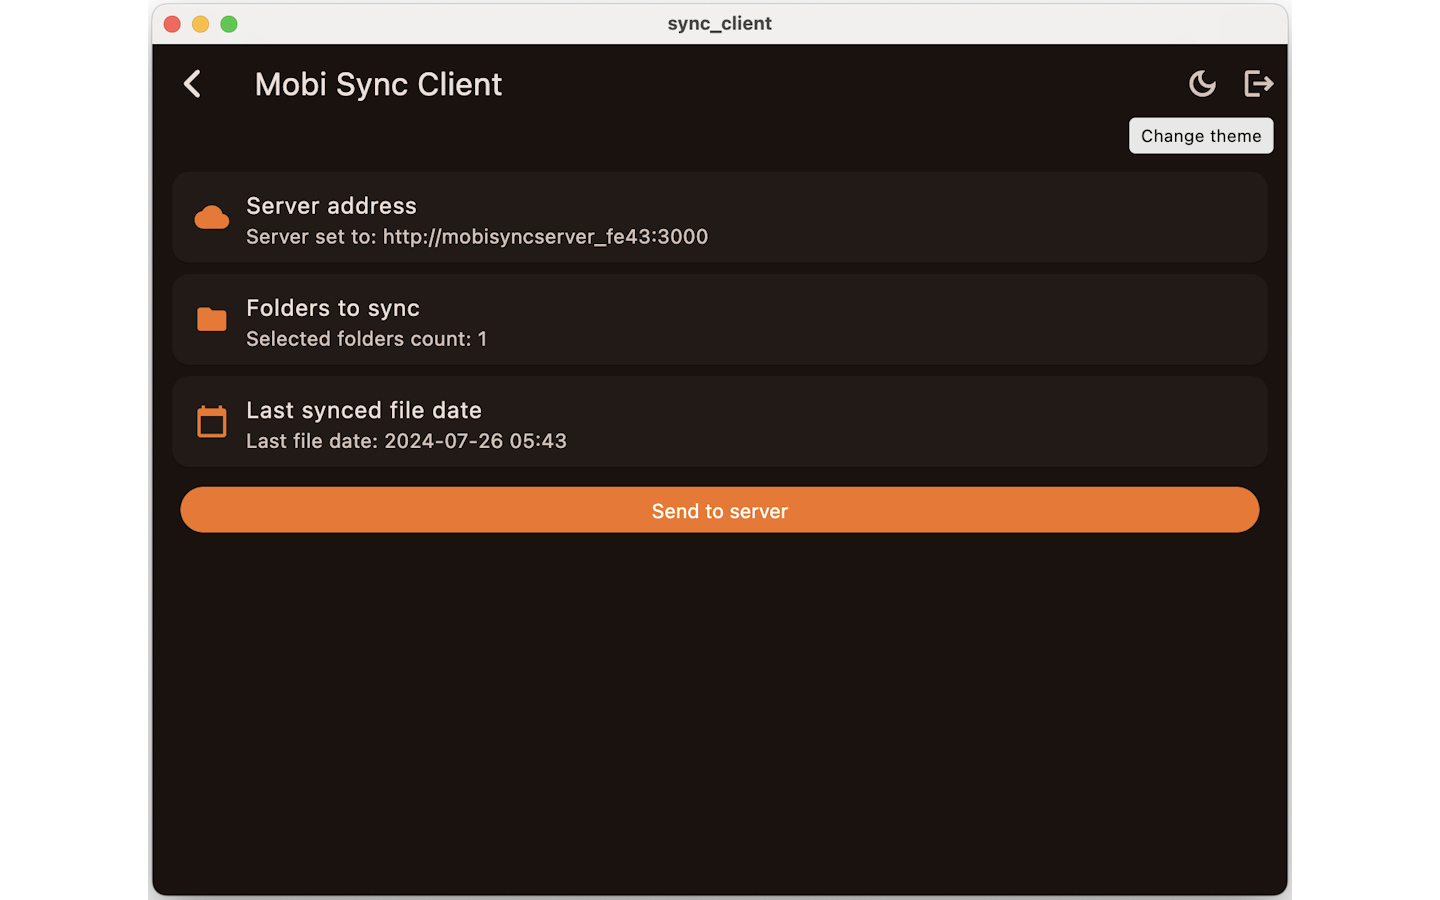 sync_client
Mobi Sync Client
Change theme
Server address
Server set to: http://mobisyncserver_fe43:3000
Folders to sync
Selected folders count: 1
Last synced file date
Last file date: 2024-07-26 05:43
Send to server